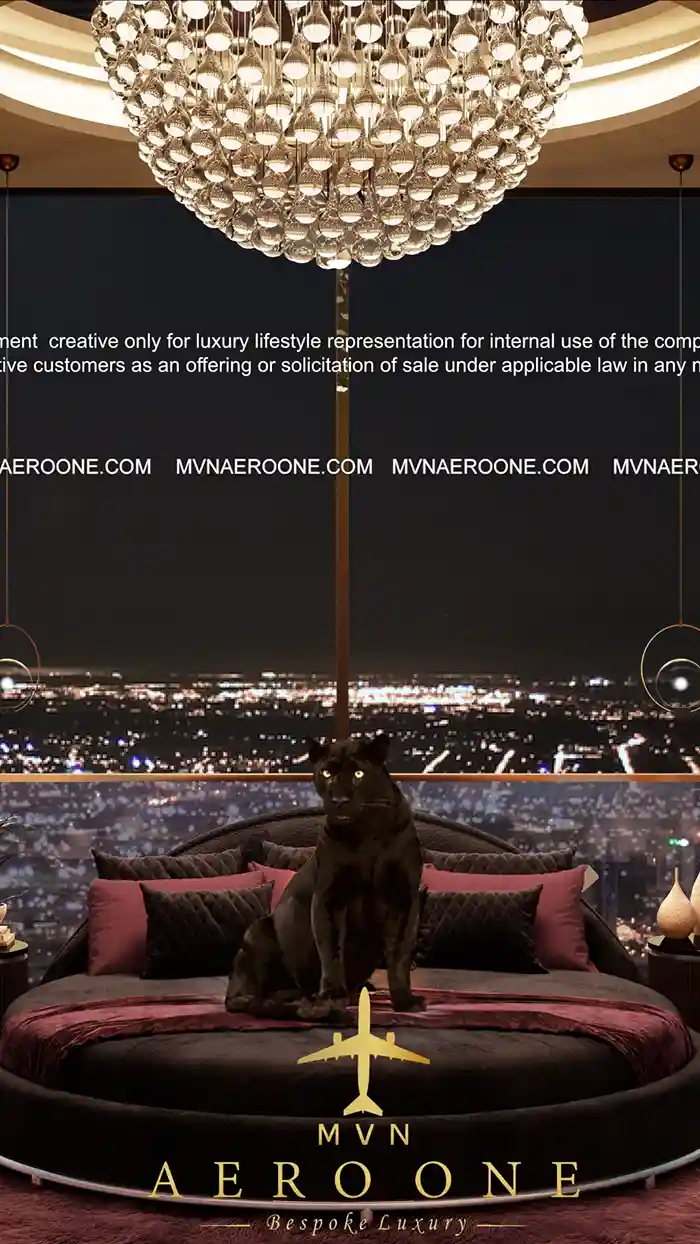 ment creative only for luxury lifestyle representation for internal use of the comp
tive customers as an offering or solicitation of sale under applicable law in any
AEROONE.COM MVNAEROONE.COM MVNAEROONE.COM MVNAER
MVN
AERO ONE
Bespoke Luxury